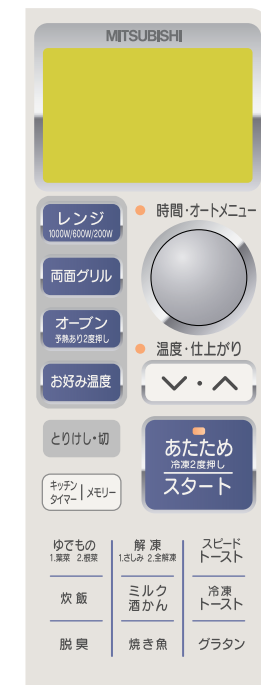 MITSUBISHI
レンジ
1000W/600W/200W
両面グリル
オーブン
予熱あり2度押し
お好み温度
時間・オートメニュー
温度・仕上がり
とりけし・切
キッチン
タイマー
メモリー
あたため
冷凍2度押し
スタート
ゆでもの
1.葉菜 2.根菜
解凍
1.さしみ 2.全解凍
スピード
トースト
炊飯
ミルク
酒かん
冷凍
トースト
脱臭
焼き魚
グラタン